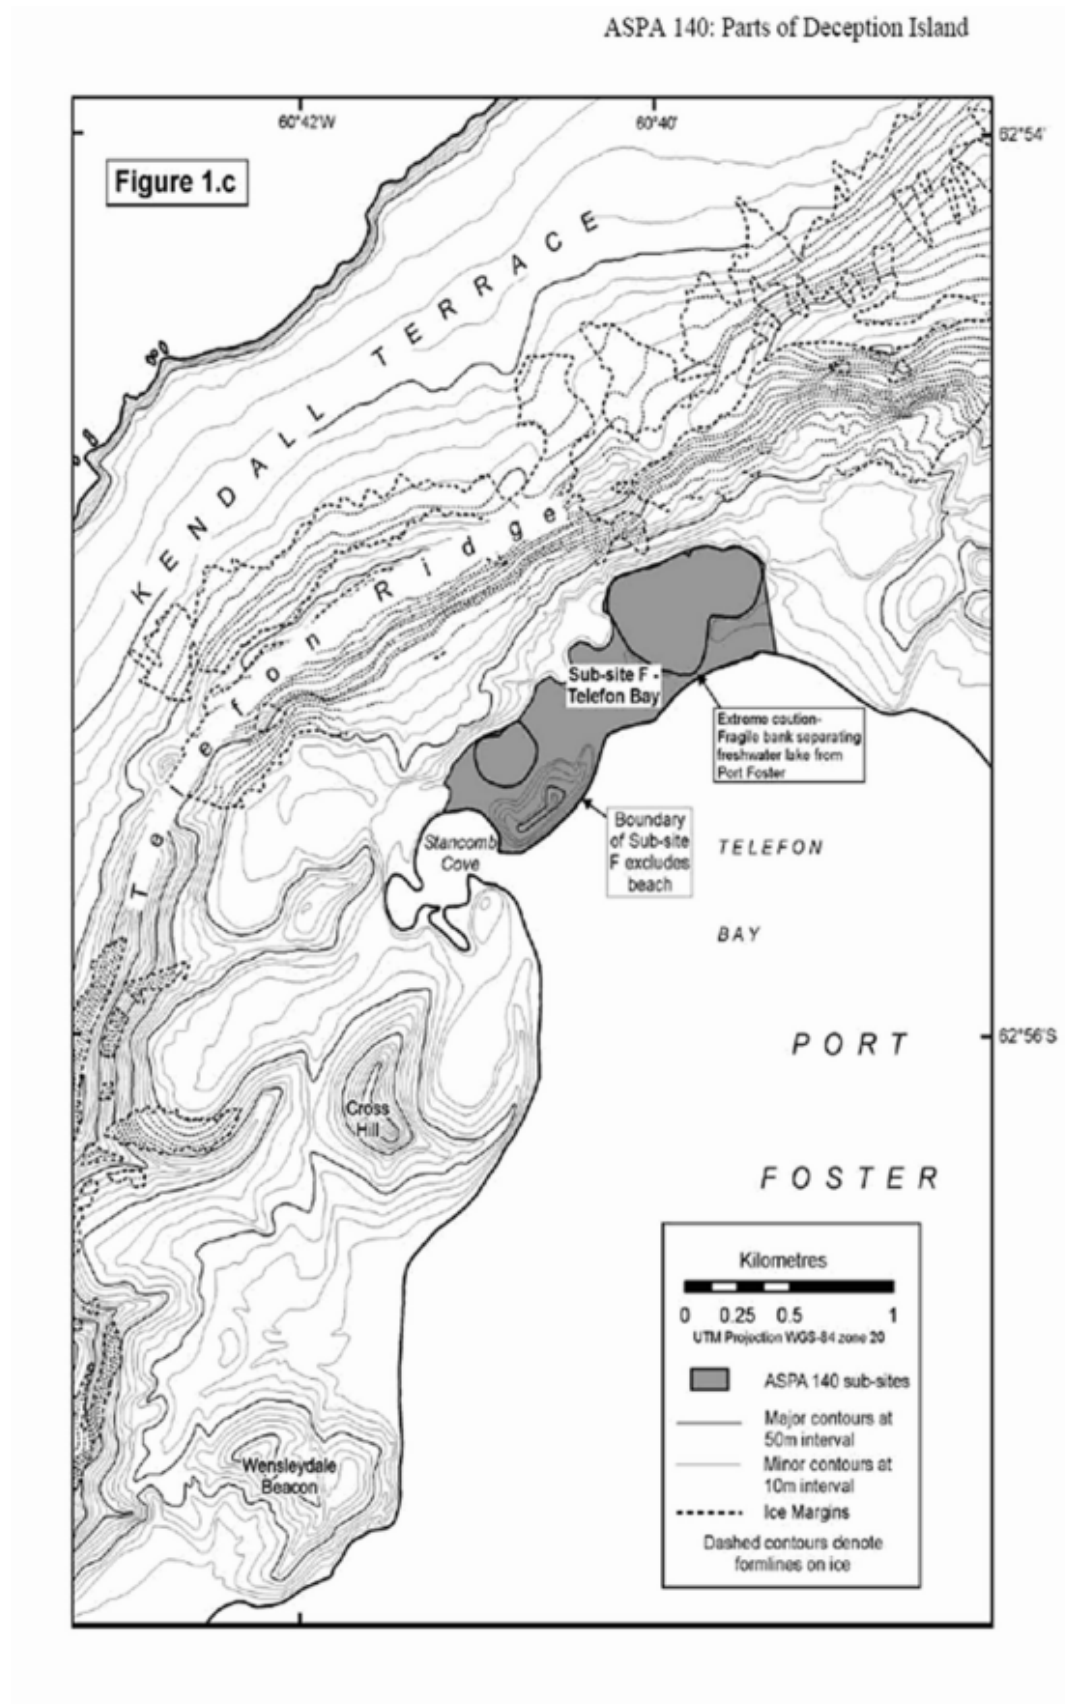 ASPA 140: Parts of Deception Island
60°42'W
60°40'
62°54'
Figure 1.c
KENDALL TERRACE
Telefon Ridge
Sub-site F -
Telefon Bay
Extreme caution-
Fragile bank separating
freshwater lake from
Port Foster
Boundary
of Sub-site
F excludes
beach
Stancomb
Cove
TELEFON
BAY
62°56'S
PORT
Cross
Hill
FOSTER
Kilometres
0 0.25 0.5 1
UTM Projection WGS-84 zone 20
ASPA 140 sub-sites
Major contours at
50m interval
Minor contours at
10m interval
Ice Margins
Dashed contours denote
formlines on ice
Wensleydale
Beacon